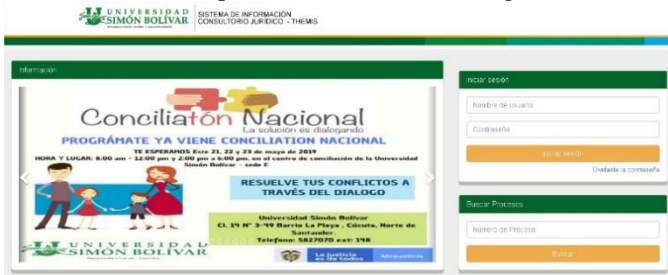 UNIVERSIDAD
SIMÓN BOLÍVAR
SISTEMA DE INFORMACIÓN
CONSULTORIO JURIDICO - THEMIS
Información
Conciliatón Nacional
La solución es dialogando
PROGRÁMATE YA VIENE CONCILIATION NACIONAL
TE ESPERAMOS Este 21, 22 y 23 de mayo de 2019
HORA Y LUGAR: 8:00 am - 12:00 pm y 2:00 pm a 6:00 pm, en el centro de conciliación de la Universidad
Simón Bolívar - sede E
RESUELVE TUS CONFLICTOS A
TRAVÉS DEL DIALOGO
Universidad Simón Bolívar
CL 19 N° 3-99 Barrio La Playa, Cúcuta, Norte de
Santander.
Telefono: 5827070 ext: 198
UNIVERSIDAD
SIMÓN BOLÍVAR
La justicia
es de todos
Minjusticia
Iniciar sesión
Nombre de usuario
Contraseña
Iniciar sesión
Olvidaste la contraseña
Buscar Procesos
Número de Proceso
Buscar